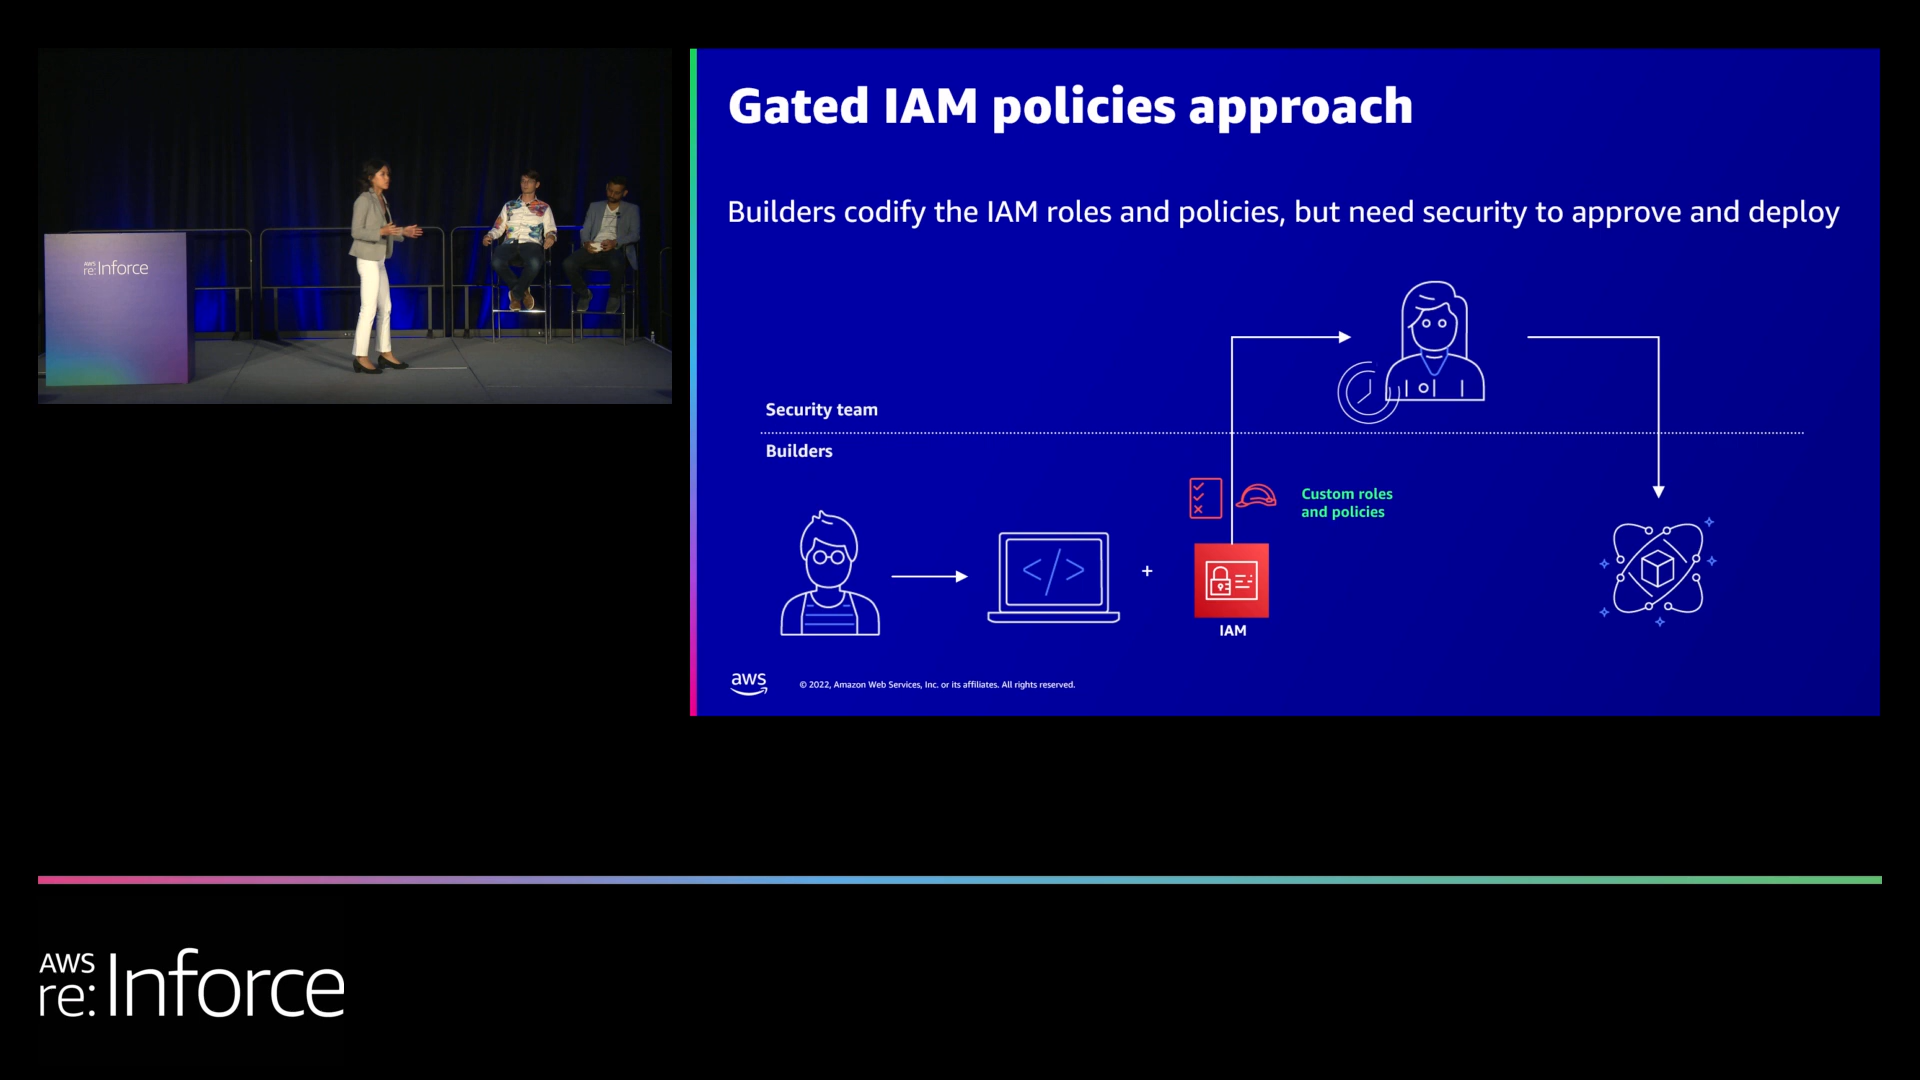 AWS
re:Inforce
Gated IAM policies approach
Builders codify the IAM roles and policies, but need security to approve and deploy
Security team
Builders
Custom roles
and policies
</>
+
IAM
aws
© 2022, Amazon Web Services, Inc. or its affiliates. All rights reserved.
AWS
re:Inforce